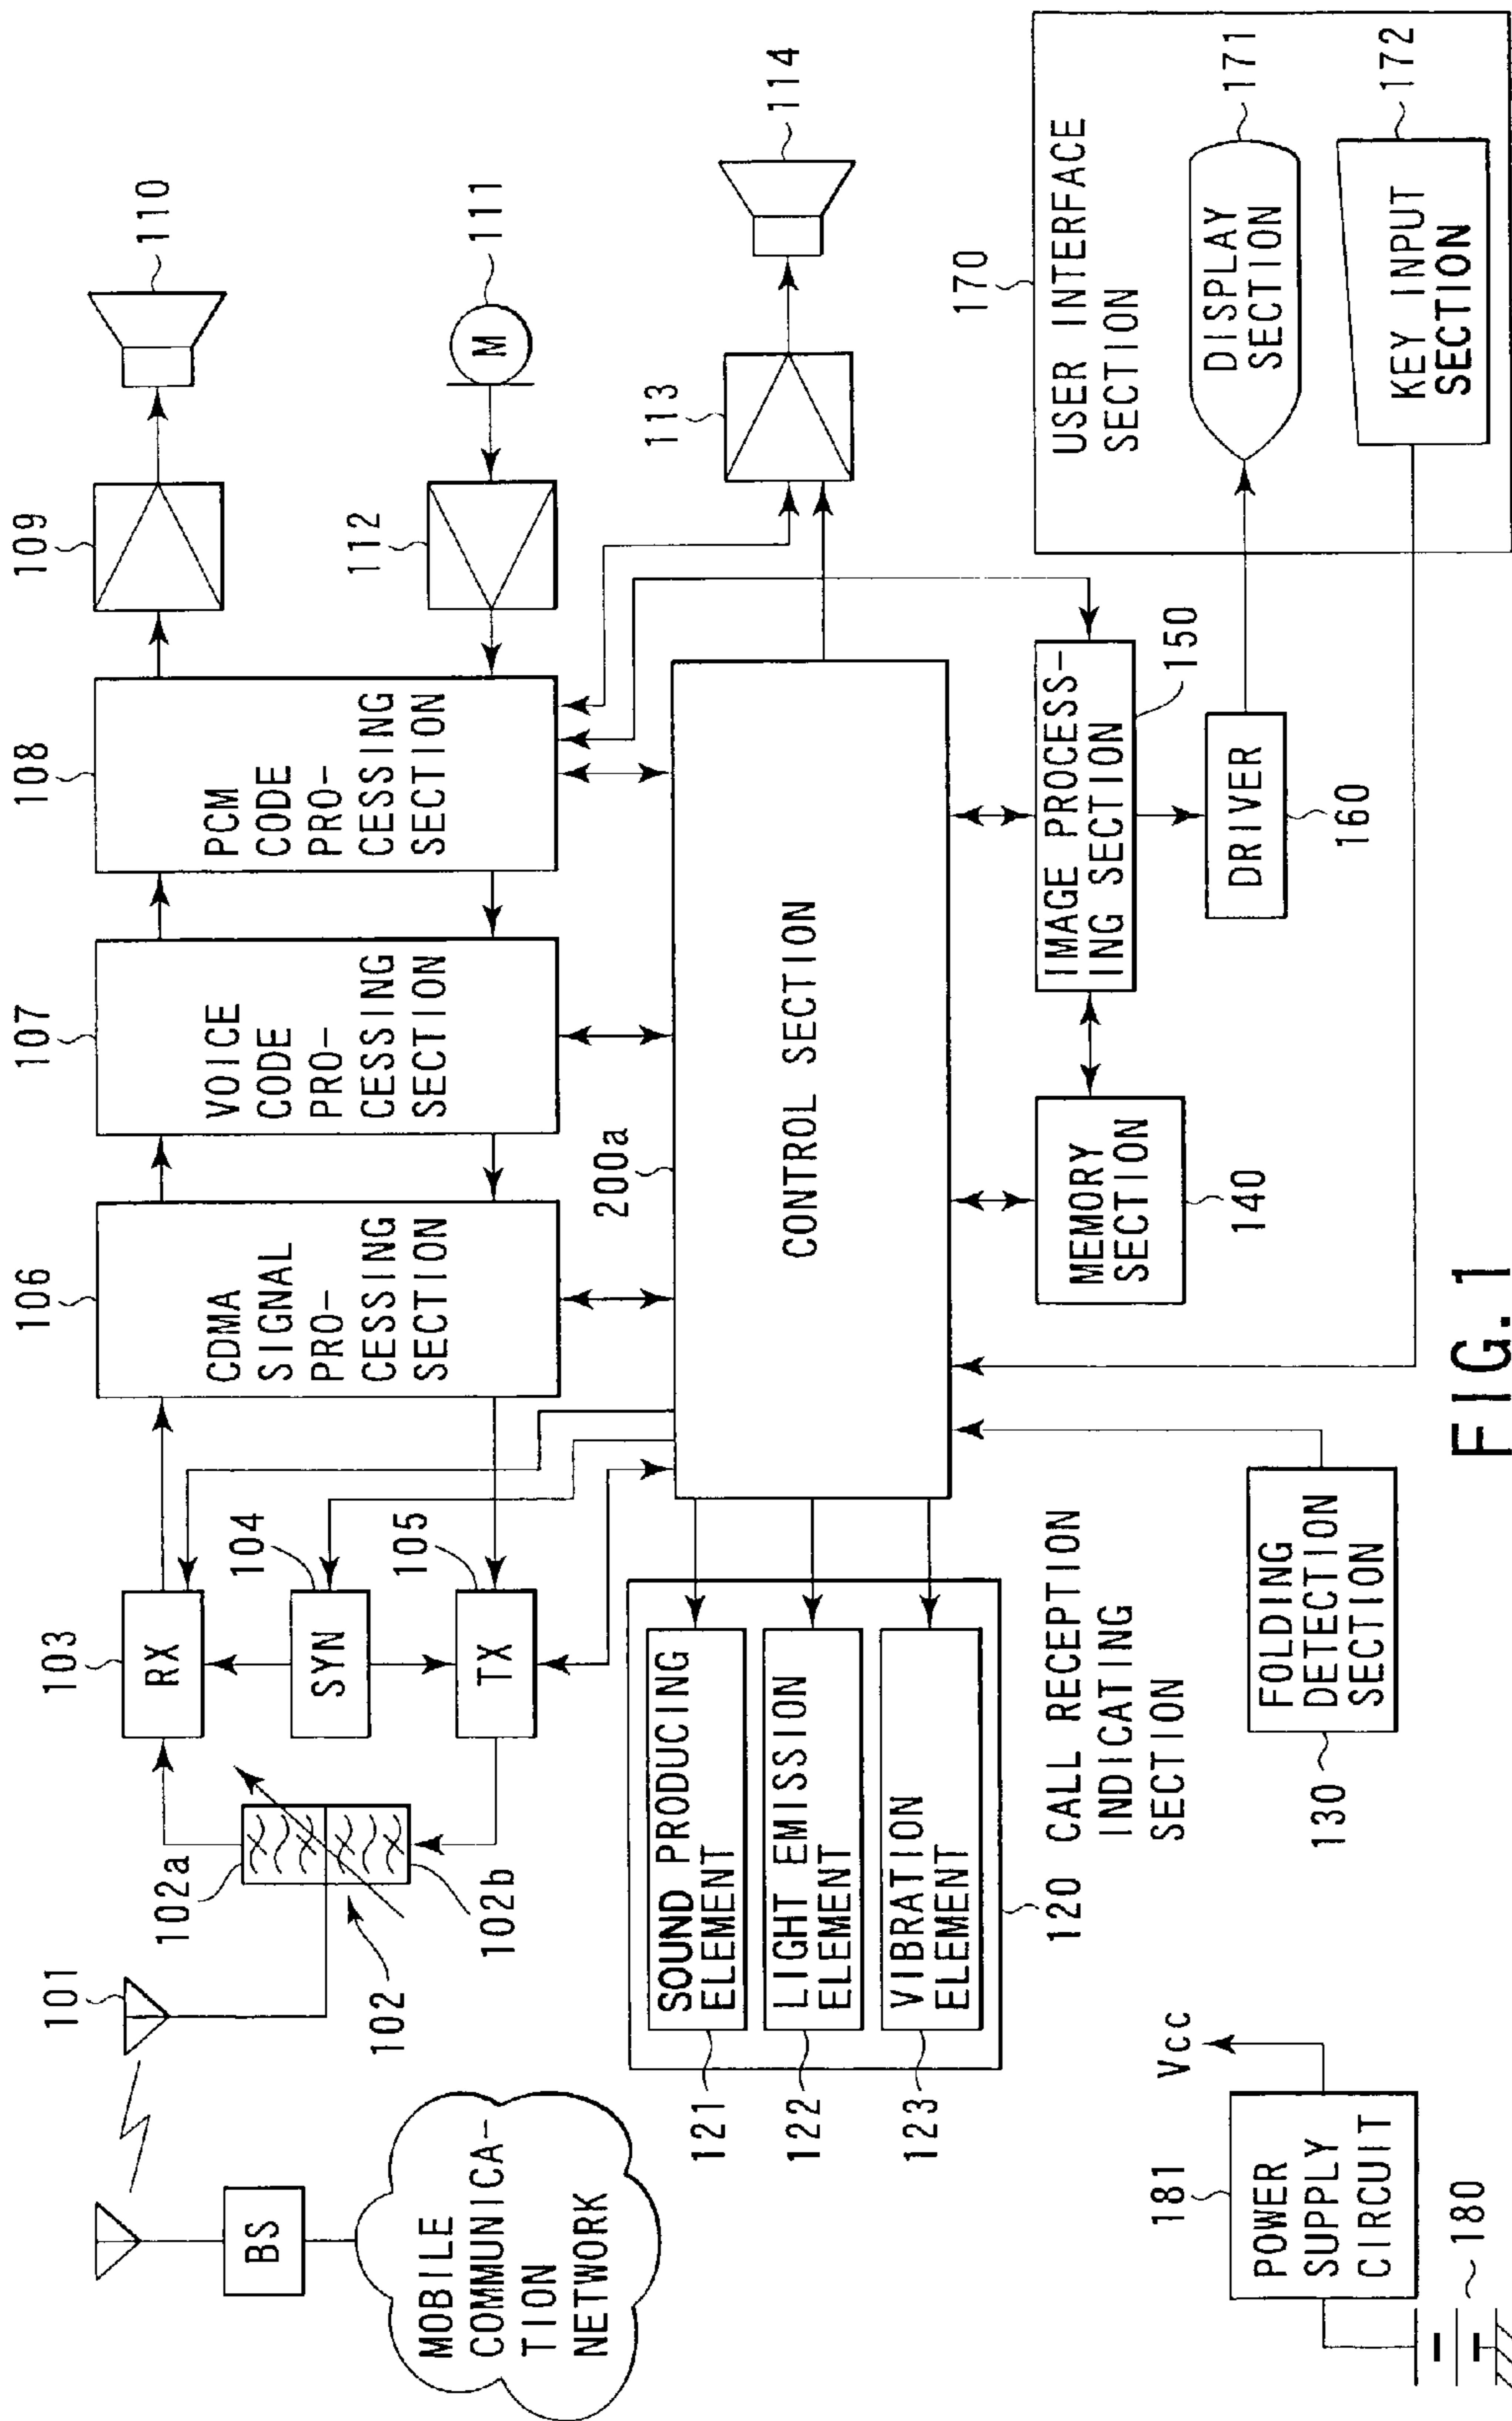 101
102a
102
102b
103
RX
104
SYN
105
TX
106
CDMA
SIGNAL
PRO-
CESSING
SECTION
107
VOICE
CODE
PRO-
CESSING
SECTION
108
PCM
CODE
PRO-
CESSING
SECTION
109
110
111
M
112
113
114
BS
MOBILE
COMMUNICA-
TION
NETWORK
121
SOUND PRODUCING
ELEMENT
122
LIGHT EMISSION
ELEMENT
123
VIBRATION
ELEMENT
120 CALL RECEPTION
INDICATING
SECTION
200a
CONTROL SECTION
170
USER INTERFACE
SECTION
DISPLAY
SECTION
171
KEY INPUT
SECTION
172
IMAGE PROCESS-
ING SECTION
150
DRIVER
160
MEMORY
SECTION
140
FOLDING
DETECTION
SECTION
130
181
POWER
SUPPLY
CIRCUIT
Vcc
180
FIG. 1